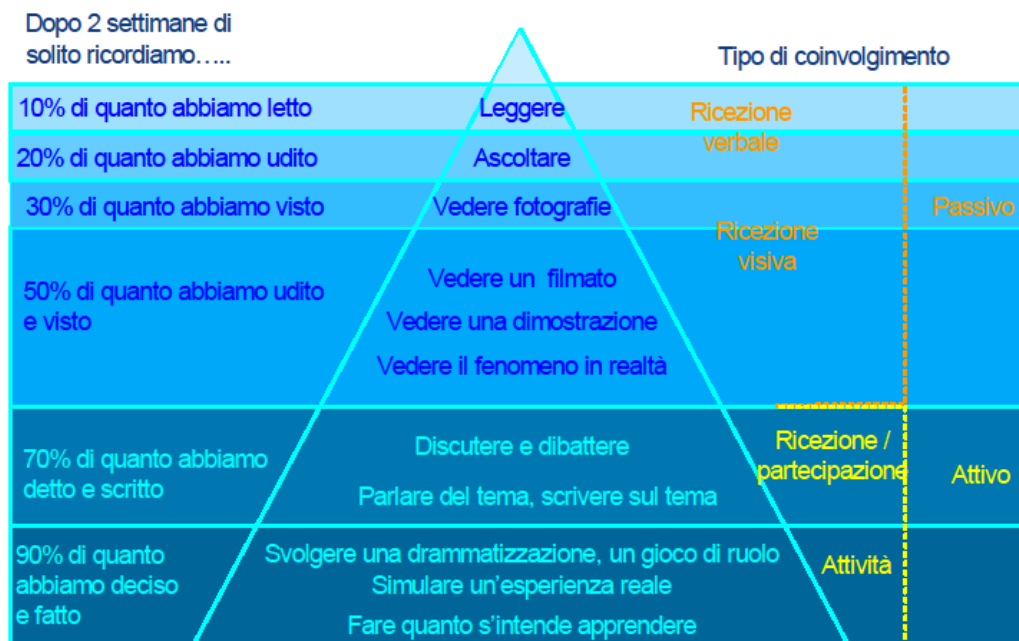 Dopo 2 settimane di
solito ricordiamo…..
Tipo di coinvolgimento
10% di quanto abbiamo letto
Leggere
Ricezione
verbale
20% di quanto abbiamo udito
Ascoltare
30% di quanto abbiamo visto
Vedere fotografie
Passivo
Ricezione
visiva
50% di quanto abbiamo udito
e visto
Vedere un filmato
Vedere una dimostrazione
Vedere il fenomeno in realtà
70% di quanto abbiamo
detto e scritto
Discutere e dibattere
Parlare del tema, scrivere sul tema
Ricezione /
partecipazione
Attivo
90% di quanto
abbiamo deciso
e fatto
Svolgere una drammatizzazione, un gioco di ruolo
Simulare un'esperienza reale
Fare quanto s'intende apprendere
Attività